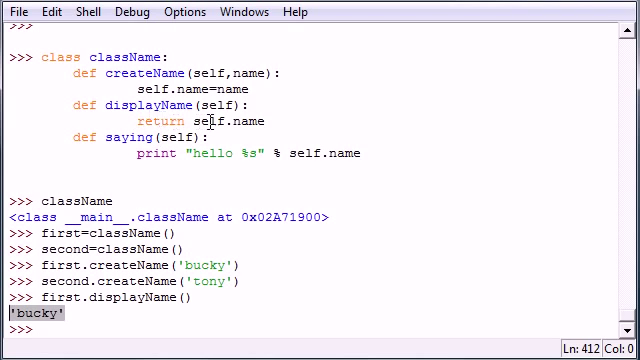 File Edit Shell Debug Options Windows Help
>>>
>>> class className:
def createName(self,name):
self.name=name
def displayName(self):
return self.name
def saying(self):
print "hello %s" % self.name
>>> className
<class __main__.className at 0x02A71900>
>>> first=className()
>>> second=className()
>>> first.createName('bucky')
>>> second.createName('tony')
>>> first.displayName()
'bucky'
>>>
Ln: 412 Col: 0